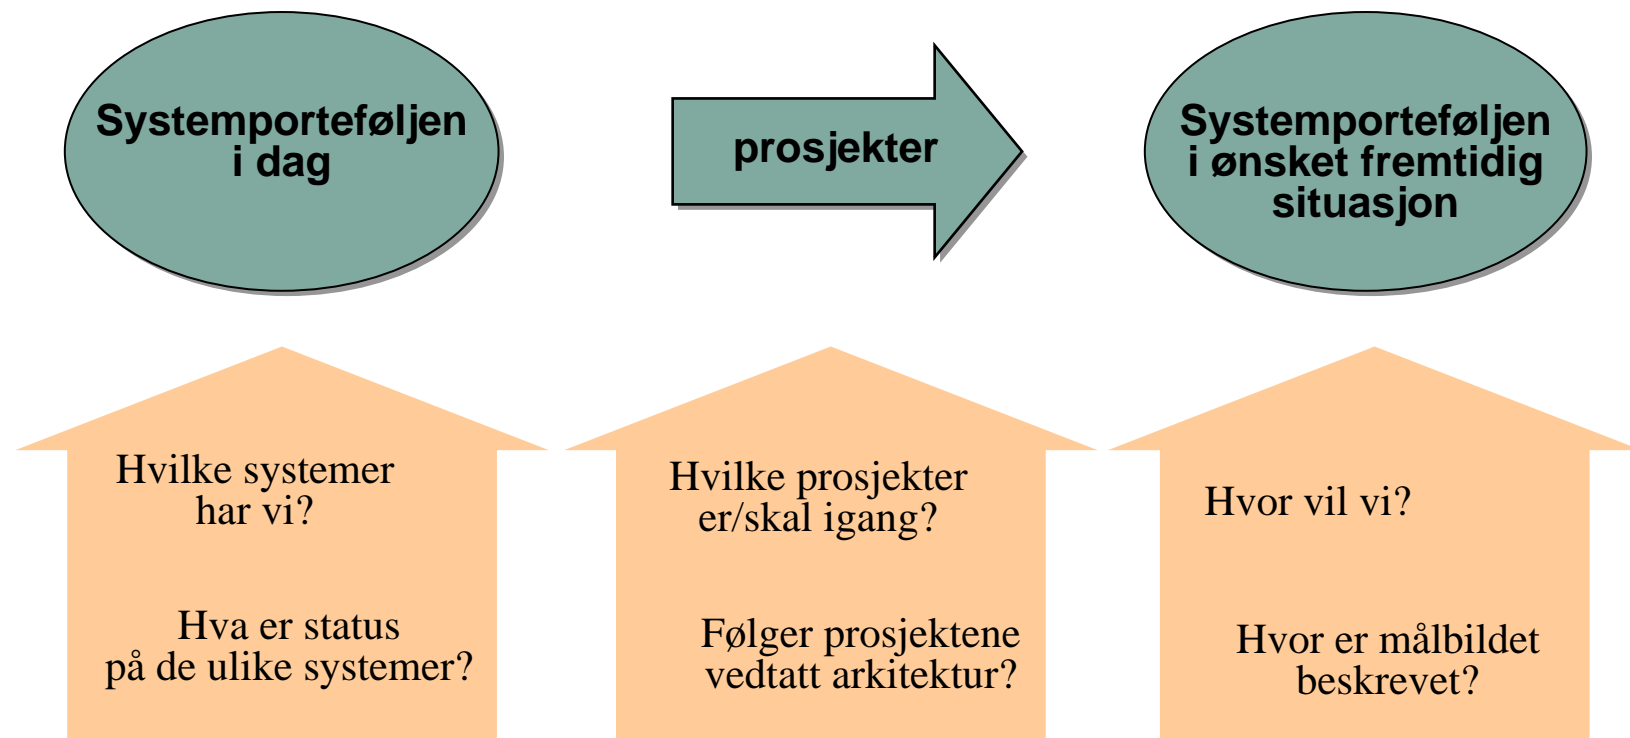 Systemporteføljen
i dag
prosjekter
Systemporteføljen
i ønsket fremtidig
situasjon
Hvilke systemer
har vi?
Hva er status
på de ulike systemer?
Hvilke prosjekter
er/skal igang?
Følger prosjektene
vedtatt arkitektur?
Hvor vil vi?
Hvor er målbildet
beskrevet?